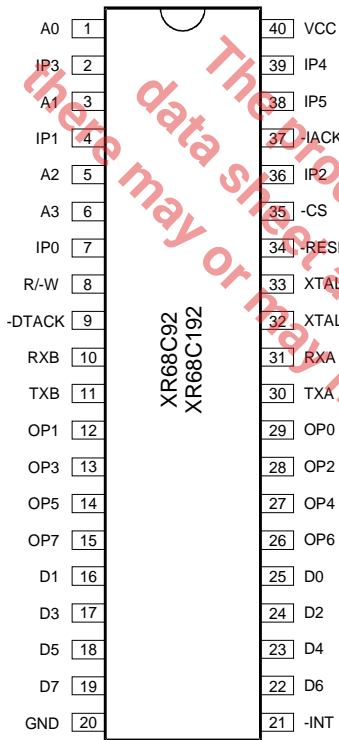 A0 1 40 VCC
IP3 2 39 IP4
A1 3 38 IP5
IP1 4 37 -IACK
A2 5 36 IP2
A3 6 35 -CS
IP0 7 34
R/-W 8 33
-DTACK 9 32
RXB 10 31 RXA
TXB 11 30 TXA
OP1 12 29 OP0
OP3 13 28 OP2
OP5 14 27 OP4
OP7 15 26 OP6
D1 16 25 D0
D3 17 24 D2
D5 18 23 D4
D7 19 22 D6
GND 20 21 -INT
XR68C92
XR68C192
The
data sheet
there may or may